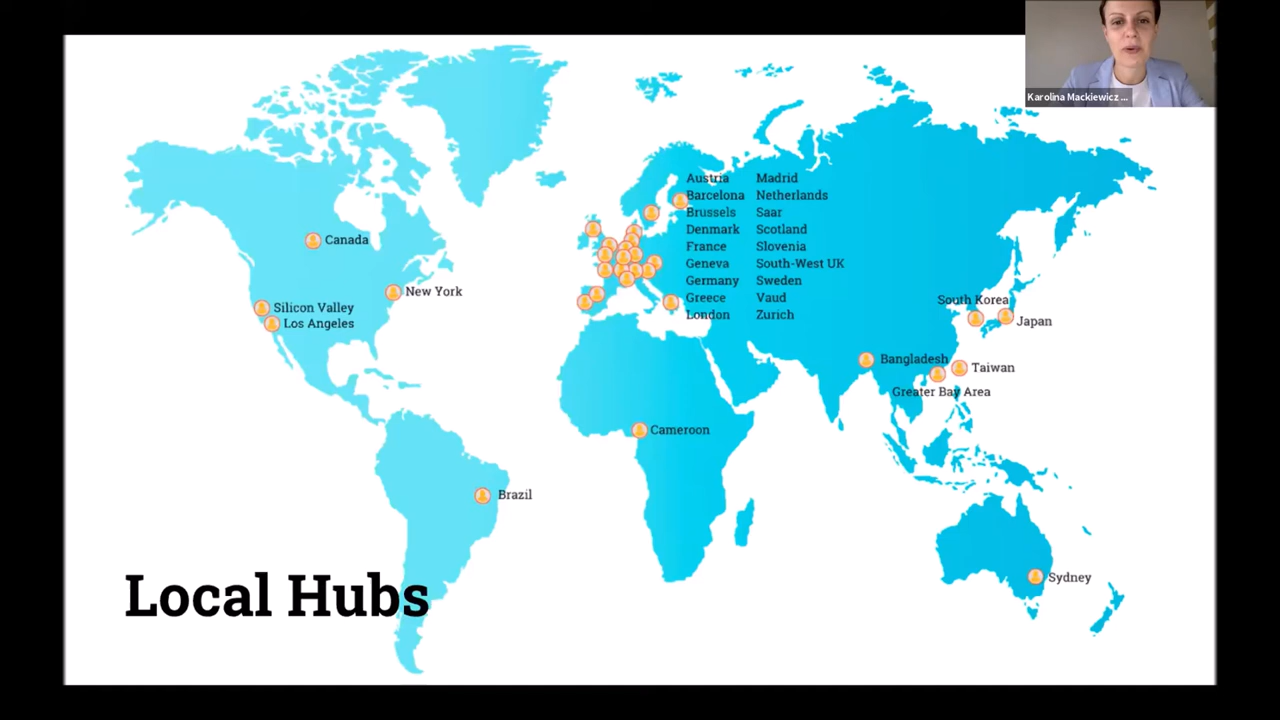 Karolina Mackiewicz ...
Austria Madrid
Barcelona Netherlands
Brussels Saar
Denmark Scotland
France Slovenia
Geneva South-West UK
Germany Sweden
Greece Vaud
London Zurich
Canada
New York
Silicon Valley
Los Angeles
South Korea
Japan
Bangladesh
Taiwan
Greater Bay Area
Cameroon
Brazil
Sydney
Local Hubs